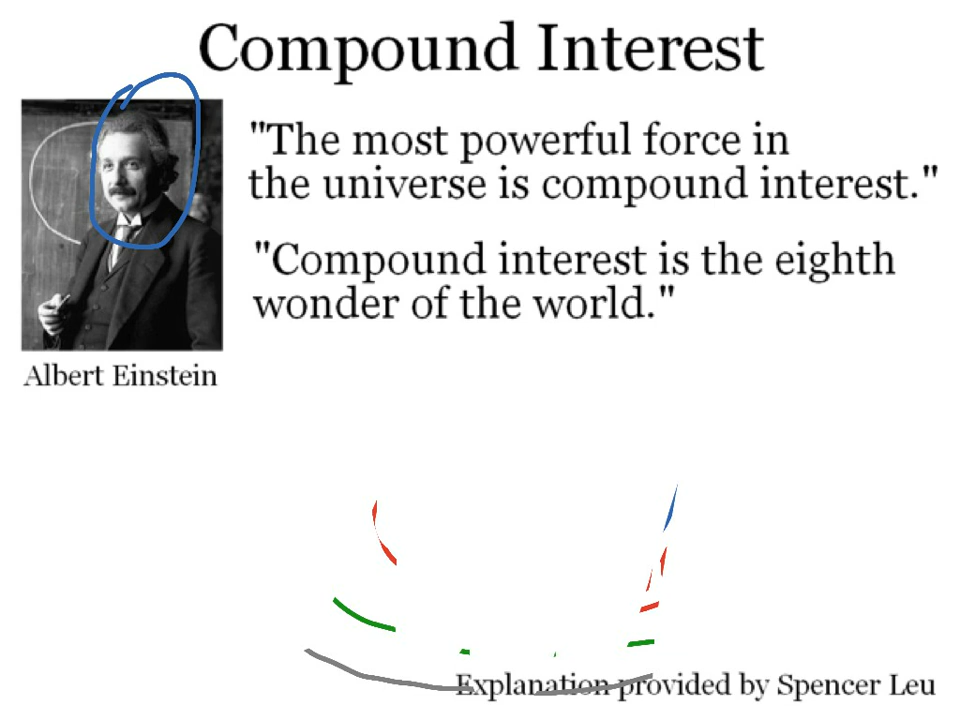 Compound Interest
"The most powerful force in
the universe is compound interest."
"Compound interest is the eighth
wonder of the world."
Albert Einstein
Explanation provided by Spencer Leu